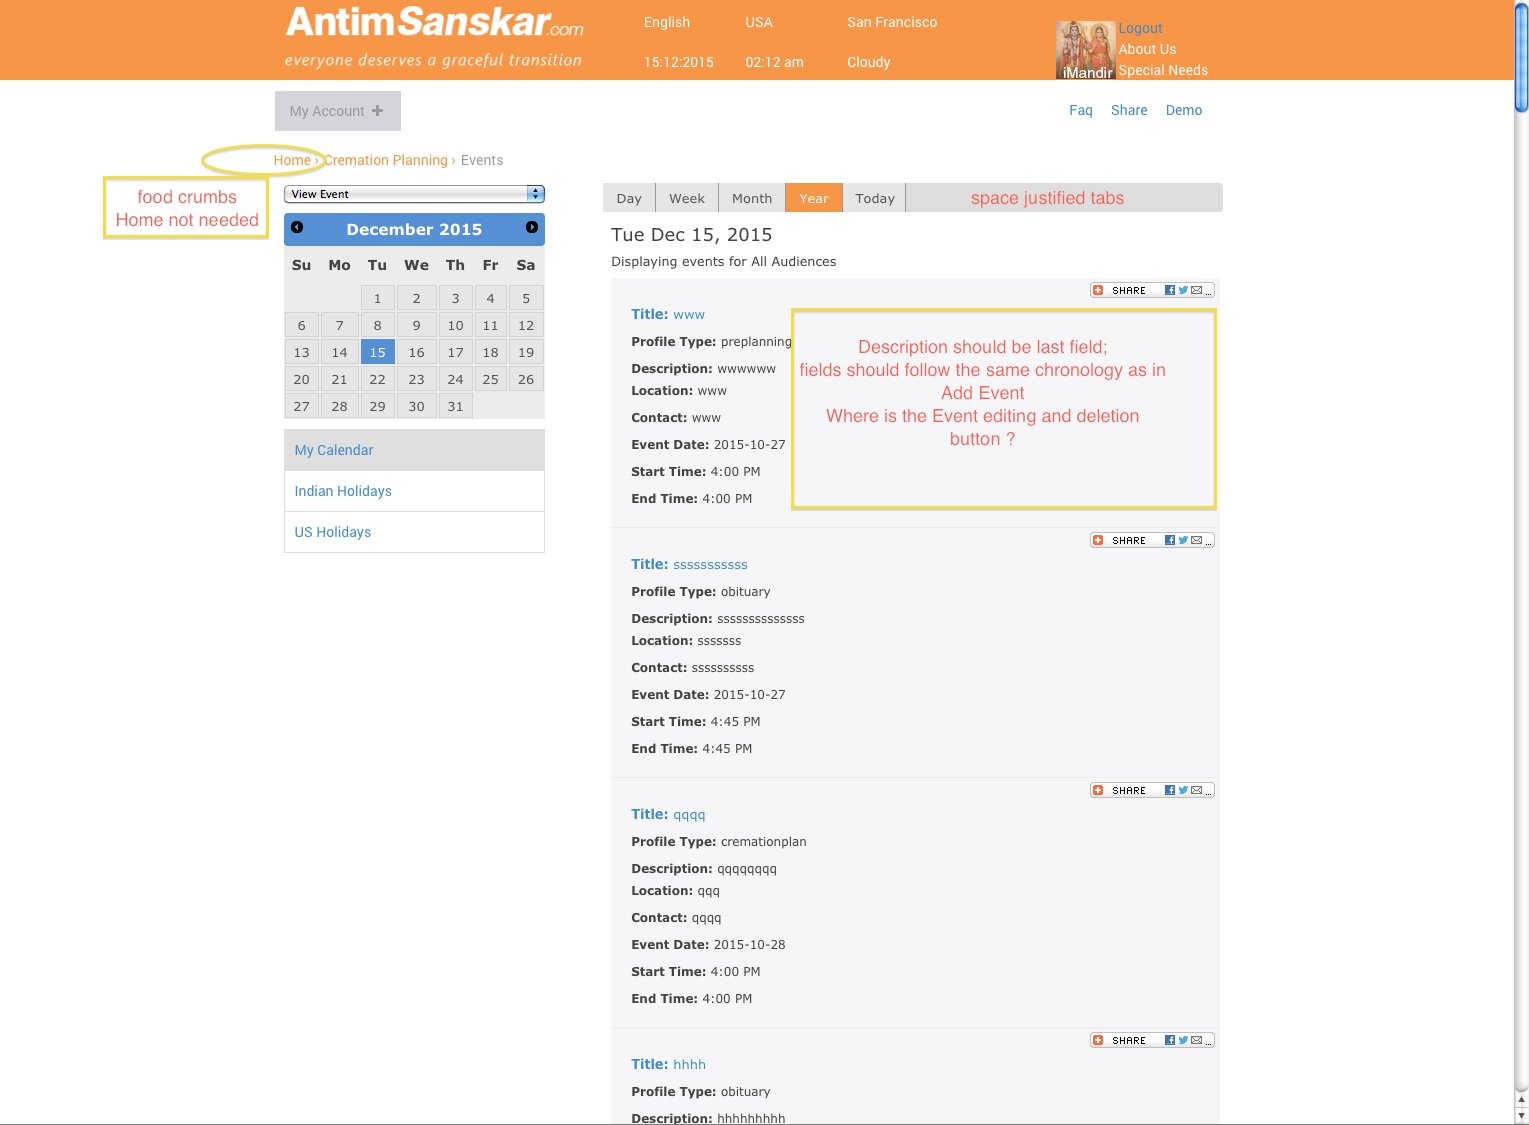 AntimSanskar.com
everyone deserves a graceful transition
English USA San Francisco
15:12:2015 02:12 am Cloudy
iMandir
Logout
About Us
Special Needs
My Account +
Faq Share Demo
Home › Cremation Planning › Events
food crumbs
Home not needed
View Event
December 2015
Su Mo Tu We Th Fr Sa
1 2 3 4 5
6 7 8 9 10 11 12
13 14 15 16 17 18 19
20 21 22 23 24 25 26
27 28 29 30 31
My Calendar
Indian Holidays
US Holidays
Day Week Month Year Today space justified tabs
Tue Dec 15, 2015
Displaying events for All Audiences
SHARE ...
Title: www
Profile Type: preplanning
Description: wwwwww
Location: www
Contact: www
Event Date: 2015-10-27
Start Time: 4:00 PM
End Time: 4:00 PM
Description should be last field;
fields should follow the same chronology as in
Add Event
Where is the Event editing and deletion
button ?
SHARE ...
Title: sssssssssss
Profile Type: obituary
Description: ssssssssssssss
Location: sssssss
Contact: ssssssssss
Event Date: 2015-10-27
Start Time: 4:45 PM
End Time: 4:45 PM
SHARE ...
Title: qqqq
Profile Type: cremationplan
Description: qqqqqqqq
Location: qqq
Contact: qqqq
Event Date: 2015-10-28
Start Time: 4:00 PM
End Time: 4:00 PM
SHARE ...
Title: hhhh
Profile Type: obituary
Description: hhhhhhhhh